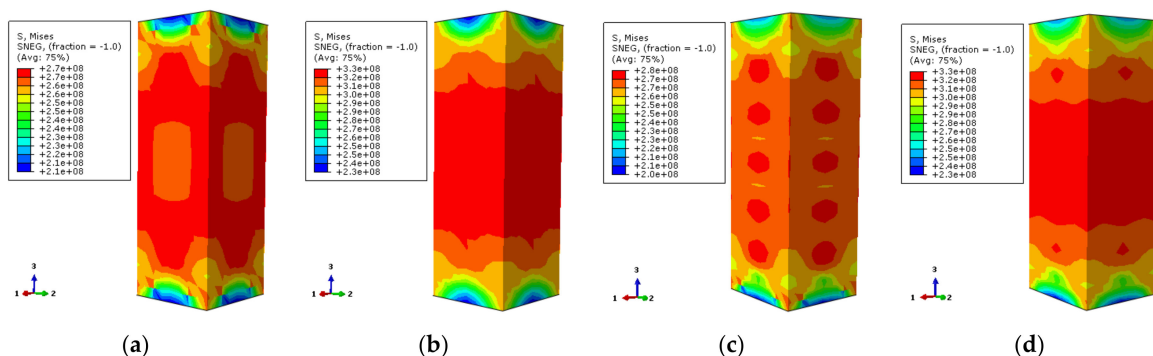 S, Mises
SNEG, (fraction = -1.0)
(Avg: 75%)
+2.7e+08
+2.7e+08
+2.6e+08
+2.6e+08
+2.5e+08
+2.5e+08
+2.4e+08
+2.4e+08
+2.3e+08
+2.3e+08
+2.2e+08
+2.1e+08
+2.1e+08
3
1
2
(a)
S, Mises
SNEG, (fraction = -1.0)
(Avg: 75%)
+3.3e+08
+3.2e+08
+3.1e+08
+3.0e+08
+2.9e+08
+2.9e+08
+2.8e+08
+2.7e+08
+2.6e+08
+2.5e+08
+2.5e+08
+2.4e+08
+2.3e+08
3
1
2
(b)
S, Mises
SNEG, (fraction = -1.0)
(Avg: 75%)
+2.8e+08
+2.7e+08
+2.7e+08
+2.6e+08
+2.5e+08
+2.5e+08
+2.4e+08
+2.3e+08
+2.3e+08
+2.2e+08
+2.1e+08
+2.1e+08
+2.0e+08
3
1
2
(c)
S, Mises
SNEG, (fraction = -1.0)
(Avg: 75%)
+3.3e+08
+3.2e+08
+3.1e+08
+3.0e+08
+2.9e+08
+2.9e+08
+2.8e+08
+2.7e+08
+2.6e+08
+2.5e+08
+2.5e+08
+2.4e+08
+2.3e+08
3
1
2
(d)